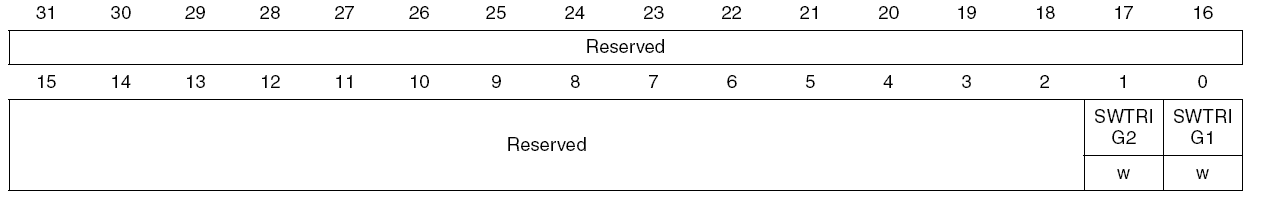 31 30 29 28 27 26 25 24 23 22 21 20 19 18 17 16
Reserved
15 14 13 12 11 10 9 8 7 6 5 4 3 2 1 0
Reserved
SWTRI SWTRI
G2 G1
w w